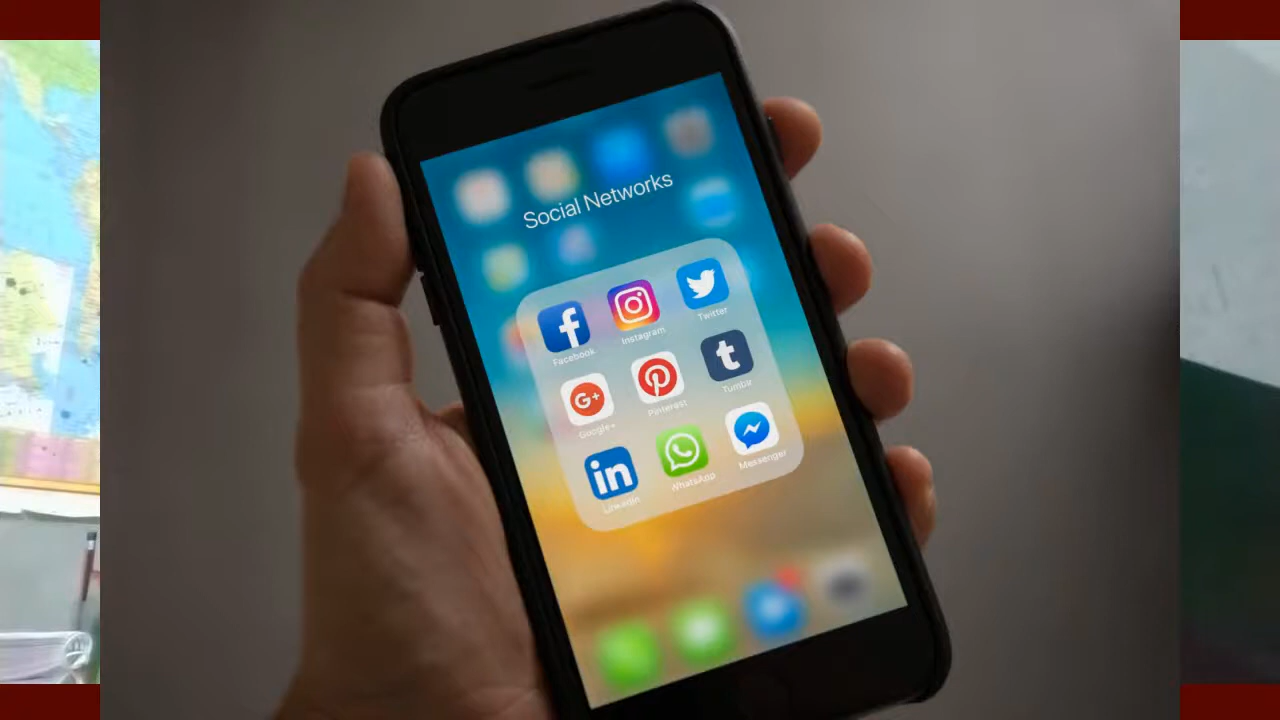 Social Networks
Facebook
Instagram
Twitter
Google+
Pinterest
Tumblr
LinkedIn
WhatsApp
Messenger